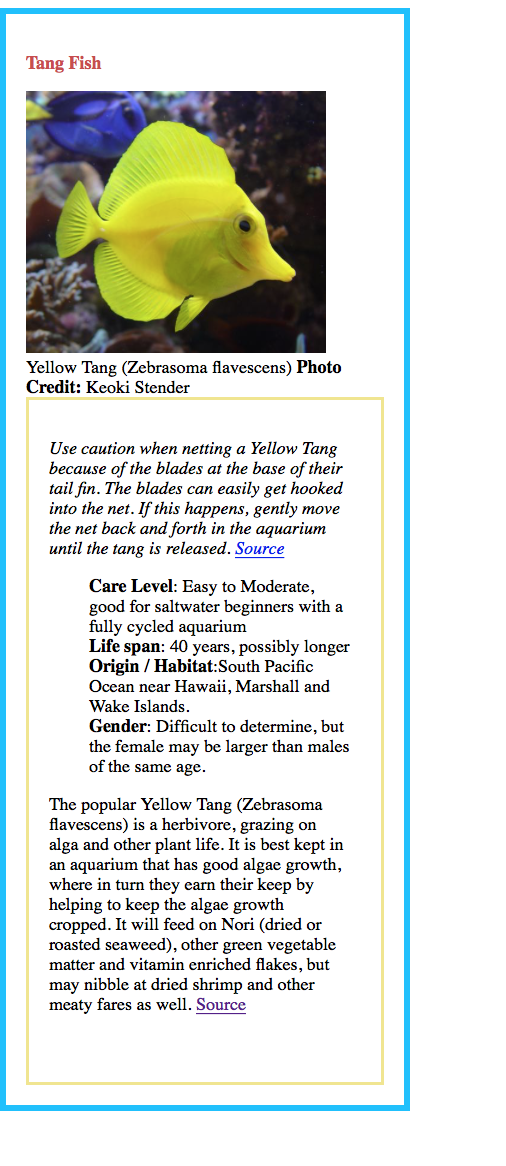 Tang Fish
Yellow Tang (Zebrasoma flavescens) Photo
Credit: Keoki Stender
Use caution when netting a Yellow Tang
because of the blades at the base of their
tail fin. The blades can easily get hooked
into the net. If this happens, gently move
the net back and forth in the aquarium
until the tang is released. Source
Care Level: Easy to Moderate,
good for saltwater beginners with a
fully cycled aquarium
Life span: 40 years, possibly longer
Origin / Habitat:South Pacific
Ocean near Hawaii, Marshall and
Wake Islands.
Gender: Difficult to determine, but
the female may be larger than males
of the same age.
The popular Yellow Tang (Zebrasoma
flavescens) is a herbivore, grazing on
alga and other plant life. It is best kept in
an aquarium that has good algae growth,
where in turn they earn their keep by
helping to keep the algae growth
cropped. It will feed on Nori (dried or
roasted seaweed), other green vegetable
matter and vitamin enriched flakes, but
may nibble at dried shrimp and other
meaty fares as well. Source